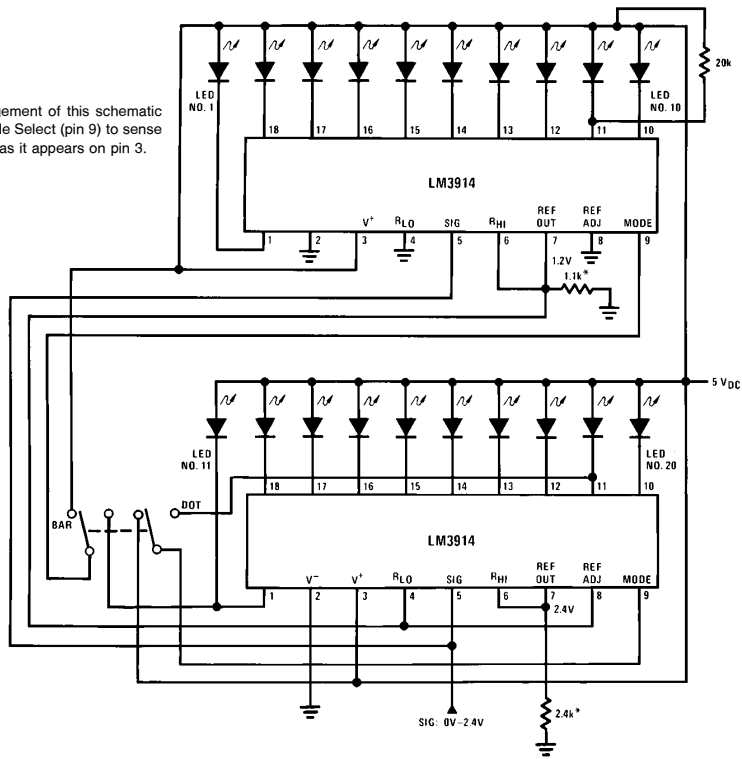 gement of this schematic
le Select (pin 9) to sense
as it appears on pin 3.
20k
LED
NO. 1
LED
NO. 10
18 17 16 15 14 13 12 11 10
LM3914
V+ RLO SIG RHI REF OUT REF ADJ MODE
1 2 3 4 5 6 7 8 9
1.2V
1.1k*
5 VDC
LED
NO. 11
LED
NO. 20
18 17 16 15 14 13 12 11 10
DOT
BAR
LM3914
V− V+ RLO SIG RHI REF OUT REF ADJ MODE
1 2 3 4 5 6 7 8 9
2.4V
2.4k*
SIG: 0V–2.4V